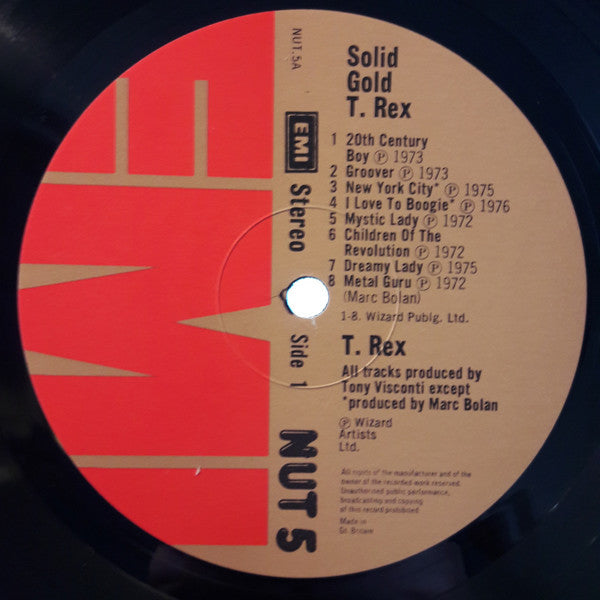 NUT.5A
Solid
Gold
T. Rex
1 20th Century
Boy ℗ 1973
2 Groover ℗ 1973
3 New York City* ℗ 1975
4 I Love To Boogie* ℗ 1976
5 Mystic Lady ℗ 1972
6 Children Of The
Revolution ℗ 1972
7 Dreamy Lady ℗ 1975
8 Metal Guru ℗ 1972
(Marc Bolan)
1-8. Wizard Publg. Ltd.
T. Rex
All tracks produced by
Tony Visconti except
*produced by Marc Bolan
℗ Wizard
Artists
Ltd.
All rights of the manufacturer and of the
owner of the recorded work reserved.
Unauthorised public performance,
broadcasting and copying
of this record prohibited
Made in
Gt. Britain
EMI Stereo Side 1 NUT 5